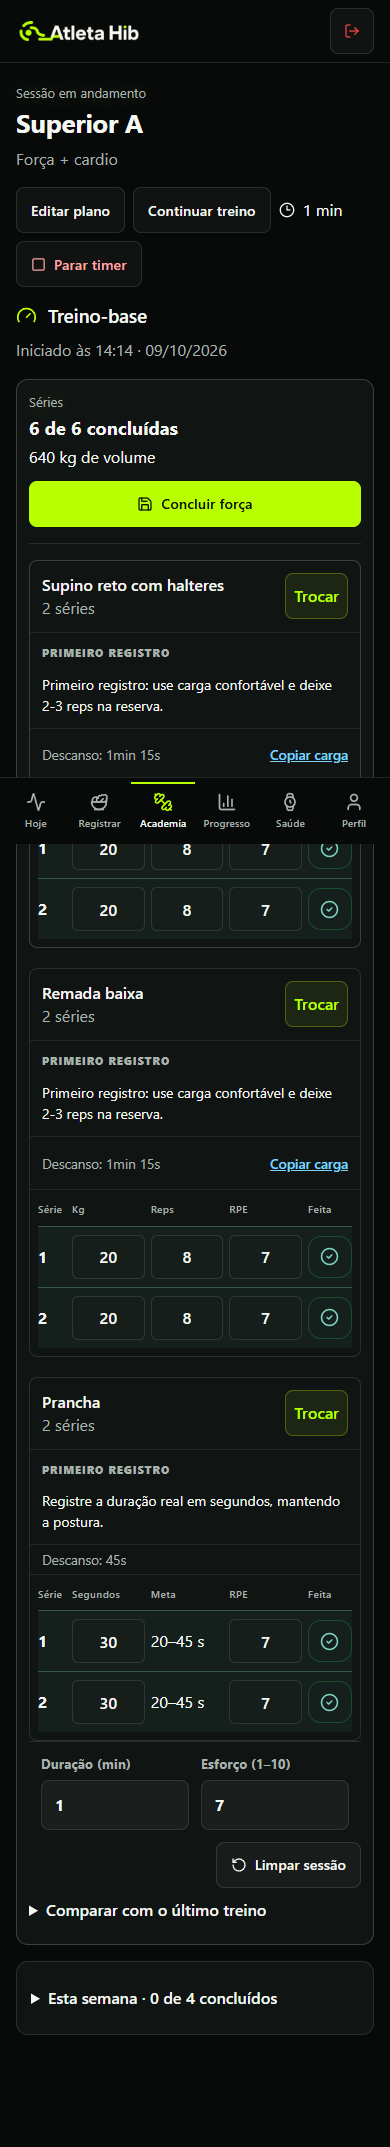 Atleta Hib
Sessão em andamento
Superior A
Força + cardio
Editar plano
Continuar treino
1 min
Parar timer
Treino-base
Iniciado às 14:14 · 09/10/2026
Séries
6 de 6 concluídas
640 kg de volume
Concluir força
Supino reto com halteres
2 séries
Trocar
PRIMEIRO REGISTRO
Primeiro registro: use carga confortável e deixe
2-3 reps na reserva.
Descanso: 1min 15s
Copiar carga
Hoje
Registrar
Academia
Progresso
Saúde
Perfil
1 20 8 7
2 20 8 7
Remada baixa
2 séries
Trocar
PRIMEIRO REGISTRO
Primeiro registro: use carga confortável e deixe
2-3 reps na reserva.
Descanso: 1min 15s
Copiar carga
Série Kg Reps RPE Feita
1 20 8 7
2 20 8 7
Prancha
2 séries
Trocar
PRIMEIRO REGISTRO
Registre a duração real em segundos, mantendo
a postura.
Descanso: 45s
Série Segundos Meta RPE Feita
1 30 20–45 s 7
2 30 20–45 s 7
Duração (min)
Esforço (1–10)
1
7
Limpar sessão
Comparar com o último treino
Esta semana · 0 de 4 concluídos